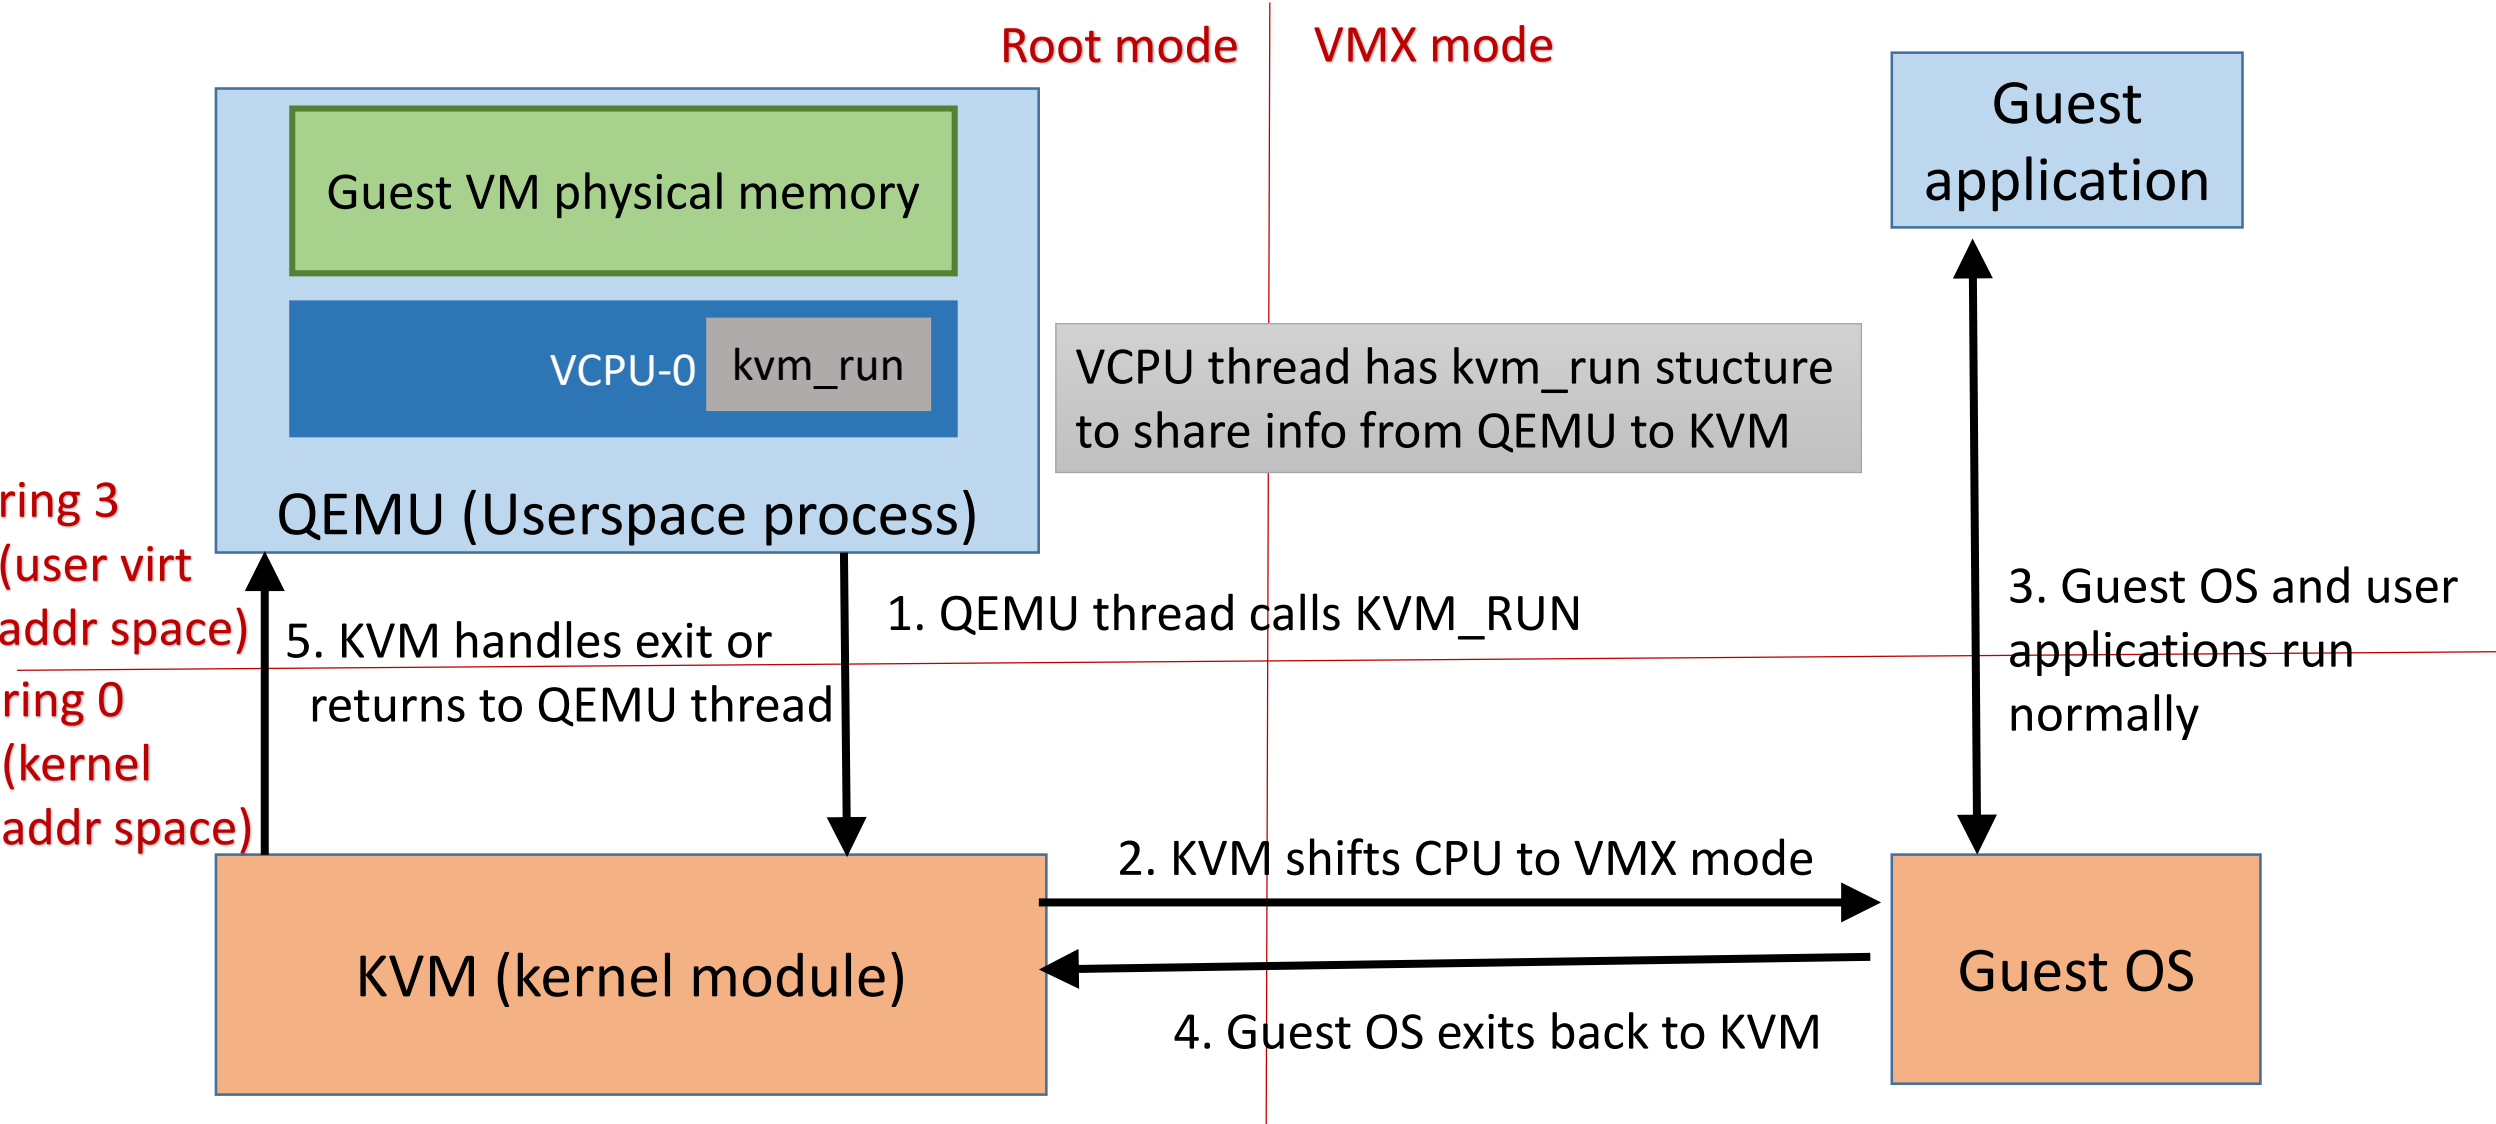 Root mode
VMX mode
Guest
application
Guest VM physical memory
VCPU-0
kvm_run
VCPU thread has kvm_run structure
to share info from QEMU to KVM
QEMU (Userspace process)
ring 3
(user virt
addr space)
ring 0
(kernel
addr space)
1. QEMU thread calls KVM_RUN
5. KVM handles exit or
returns to QEMU thread
3. Guest OS and user
applications run
normally
2. KVM shifts CPU to VMX mode
KVM (kernel module)
Guest OS
4. Guest OS exis back to KVM